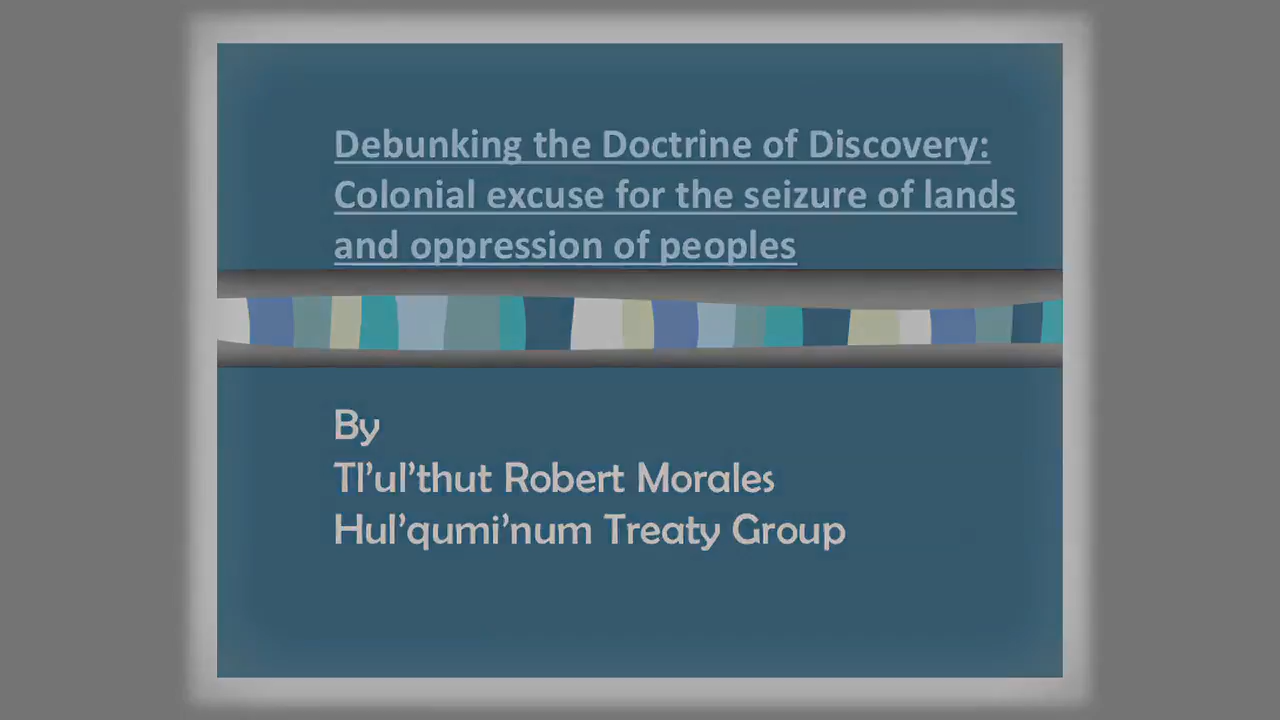 Debunking the Doctrine of Discovery:
Colonial excuse for the seizure of lands
and oppression of peoples
By
Tl’ul’thut Robert Morales
Hul’qumi’num Treaty Group